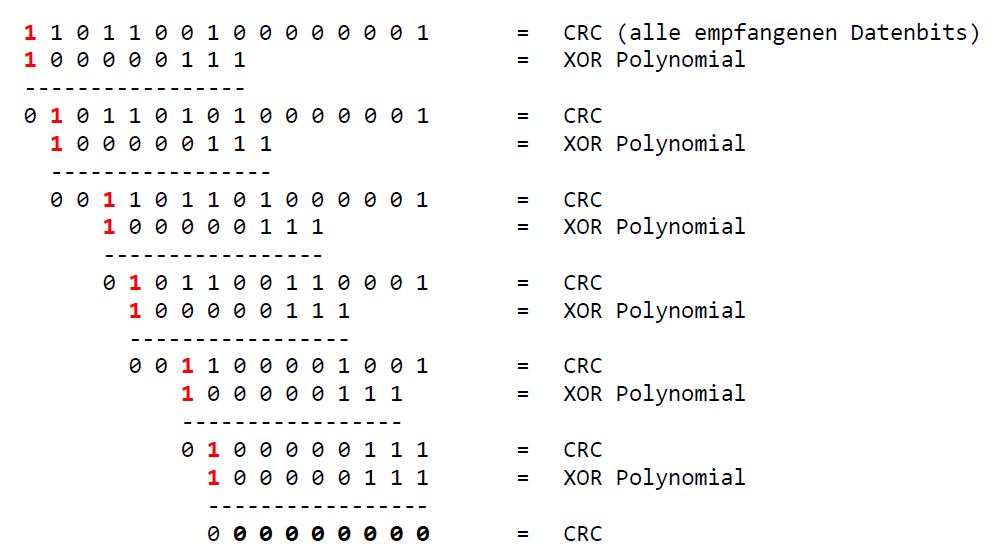 1 1 0 1 1 0 0 1 0 0 0 0 0 0 0 1 = CRC (alle empfangenen Datenbits)
1 0 0 0 0 0 1 1 1 = XOR Polynomial
-----------------
0 1 0 1 1 0 1 0 1 0 0 0 0 0 0 1 = CRC
1 0 0 0 0 0 1 1 1 = XOR Polynomial
-----------------
0 0 1 1 0 1 1 0 1 0 0 0 0 0 1 = CRC
1 0 0 0 0 0 1 1 1 = XOR Polynomial
-----------------
0 1 0 1 1 0 0 1 1 0 0 0 1 = CRC
1 0 0 0 0 0 1 1 1 = XOR Polynomial
-----------------
0 0 1 1 0 0 0 0 1 0 0 1 = CRC
1 0 0 0 0 0 1 1 1 = XOR Polynomial
-----------------
0 1 0 0 0 0 0 1 1 1 = CRC
1 0 0 0 0 0 1 1 1 = XOR Polynomial
-----------------
0 0 0 0 0 0 0 0 0 = CRC